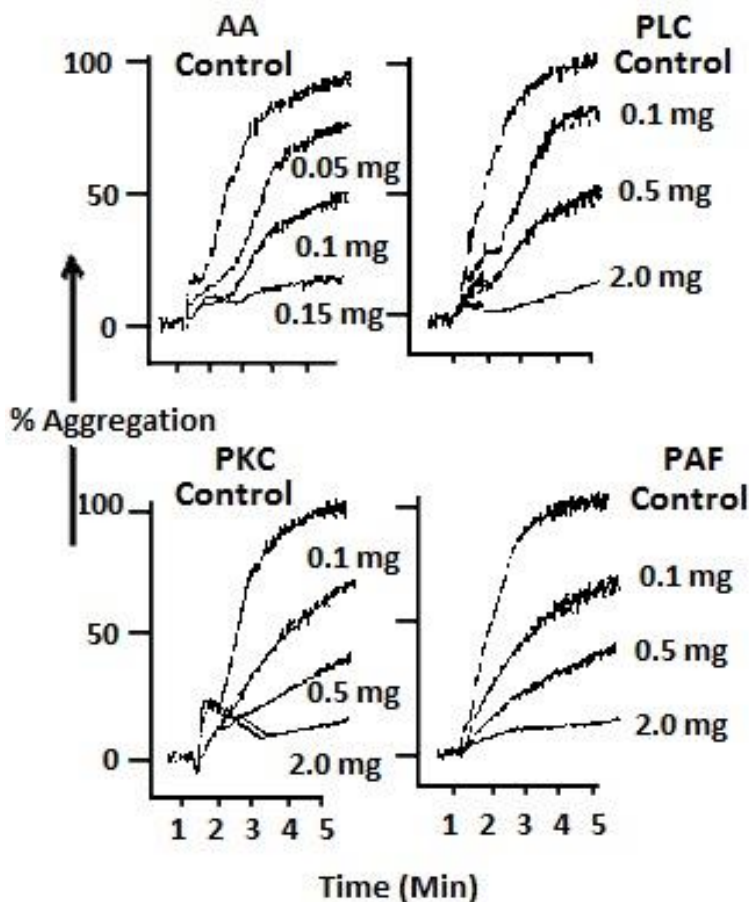 AA
Control
100
50
0
0.05 mg
0.1 mg
0.15 mg
PLC
Control
0.1 mg
0.5 mg
2.0 mg
% Aggregation
PKC
Control
100
50
0
0.1 mg
0.5 mg
2.0 mg
1 2 3 4 5
PAF
Control
0.1 mg
0.5 mg
2.0 mg
1 2 3 4 5
Time (Min)